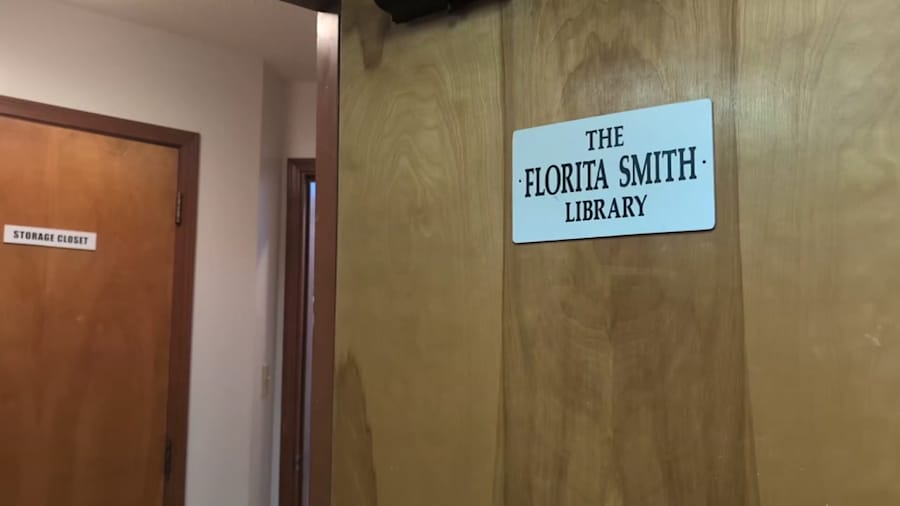 STORAGE CLOSET
THE
· FLORITA SMITH ·
LIBRARY